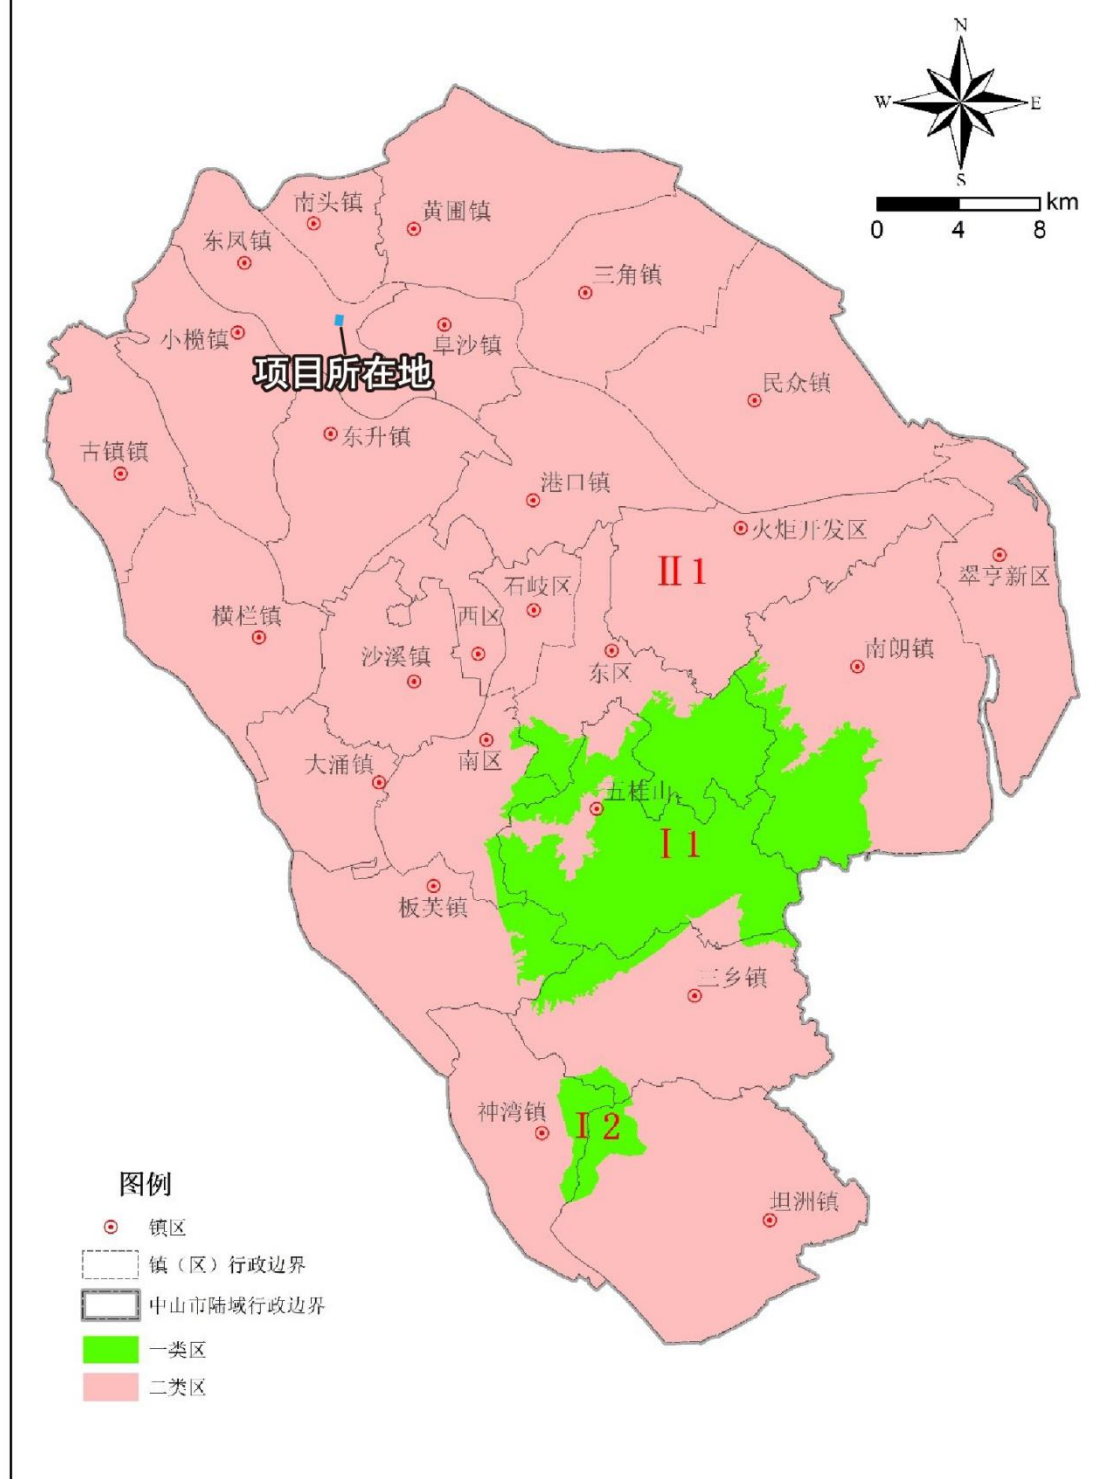 N
W
E
S
km
0 4 8
南头镇
黄圃镇
东凤镇
三角镇
小榄镇
阜沙镇
项目所在地
民众镇
东升镇
古镇镇
港口镇
火炬开发区
II 1
翠亨新区
石岐区
横栏镇
西区
沙溪镇
东区
南朗镇
南区
大涌镇
五桂山
I 1
板芙镇
三乡镇
神湾镇
I 2
坦洲镇
图例
镇区
镇（区）行政边界
中山市陆域行政边界
一类区
二类区